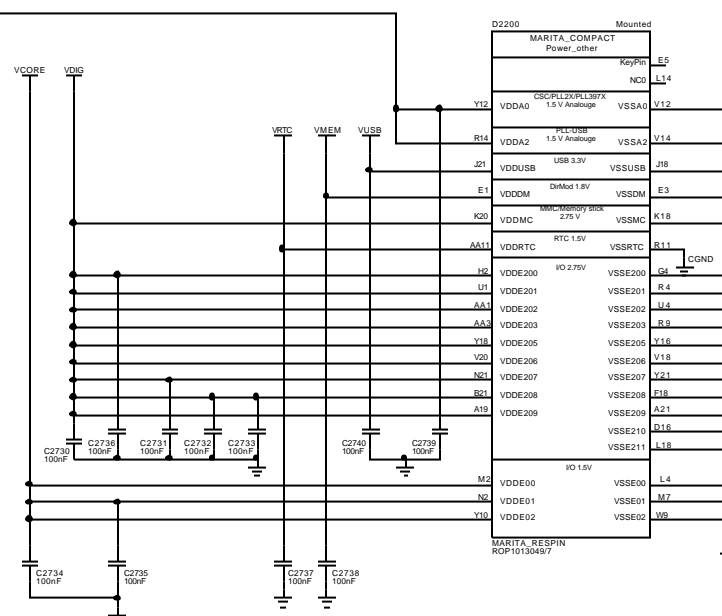 D2200 Mounted
MARITA_COMPACT
Power_other
KeyPin E5
NC0 L14
CSC/PLL2X/PLL397X
1.5 V Analouge
Y12 VDDA0 VSSA0 V12
PLL-USB
1.5 V Analouge
R14 VDDA2 VSSA2 V14
USB 3.3V
J21 VDDUSB VSSUSB J18
DirMod 1.8V
E1 VDDDM VSSDM E3
MMC/Memory stick
2.75 V
K20 VDDMC VSSMC K18
RTC 1.5V
AA11 VDDRTC VSSRTC R11
CGND
I/O 2.75V
H2 VDDE200 VSSE200 G4
U1 VDDE201 VSSE201 R4
AA1 VDDE202 VSSE202 U4
AA3 VDDE203 VSSE203 R9
Y18 VDDE205 VSSE205 Y16
V20 VDDE206 VSSE206 V18
N21 VDDE207 VSSE207 Y21
B21 VDDE208 VSSE208 F18
A19 VDDE209 VSSE209 A21
VSSE210 D16
VSSE211 L18
I/O 1.5V
M2 VDDE00 VSSE00 L4
N2 VDDE01 VSSE01 M7
Y10 VDDE02 VSSE02 W9
MARITA_RESPIN
ROP1013049/7
VCORE VDIG
VRTC VMEM VUSB
C2730
100nF
C2736
100nF
C2731
100nF
C2732
100nF
C2733
100nF
C2740
100nF
C2739
100nF
C2734
100nF
C2735
100nF
C2737
100nF
C2738
100nF